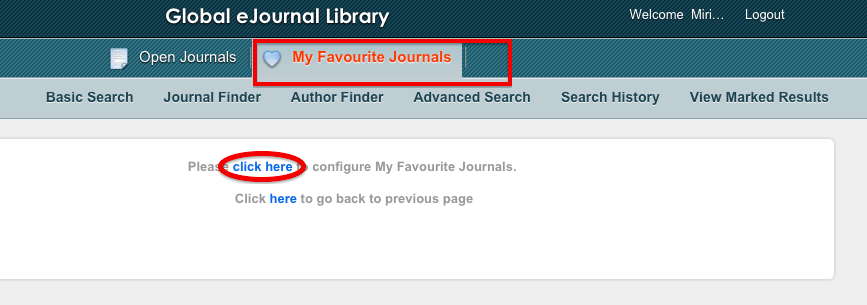 Global eJournal Library
Welcome Miri... Logout
Open Journals My Favourite Journals
Basic Search Journal Finder Author Finder Advanced Search Search History View Marked Results
Please click here to configure My Favourite Journals.
Click here to go back to previous page